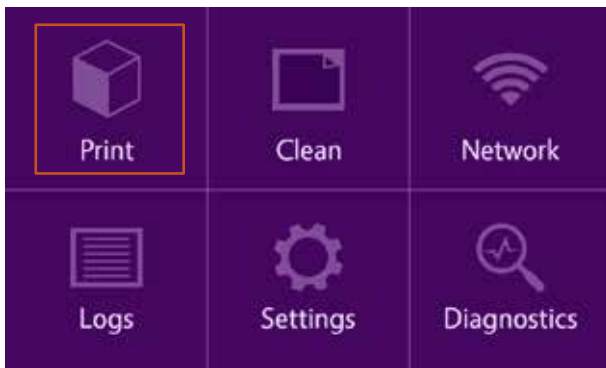 Print
Clean
Network
Logs
Settings
Diagnostics